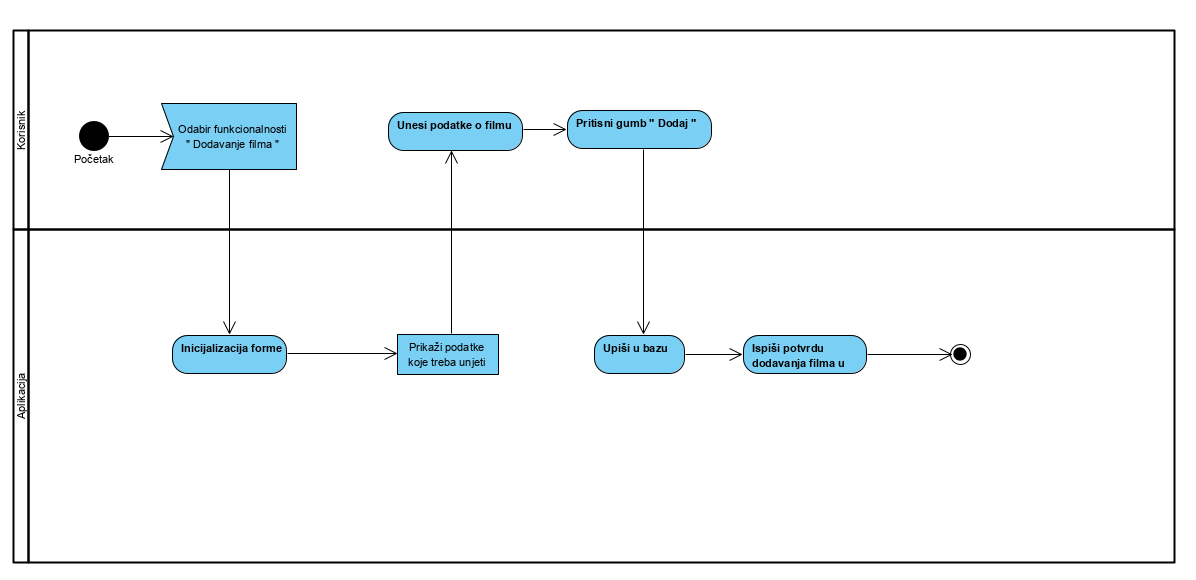 Korisnik
Početak
Odabir funkcionalnosti
" Dodavanje filma "
Unesi podatke o filmu
Pritisni gumb " Dodaj "
Aplikacija
Inicijalizacija forme
Prikaži podatke
koje treba unjeti
Upiši u bazu
Ispiši potvrdu
dodavanja filma u